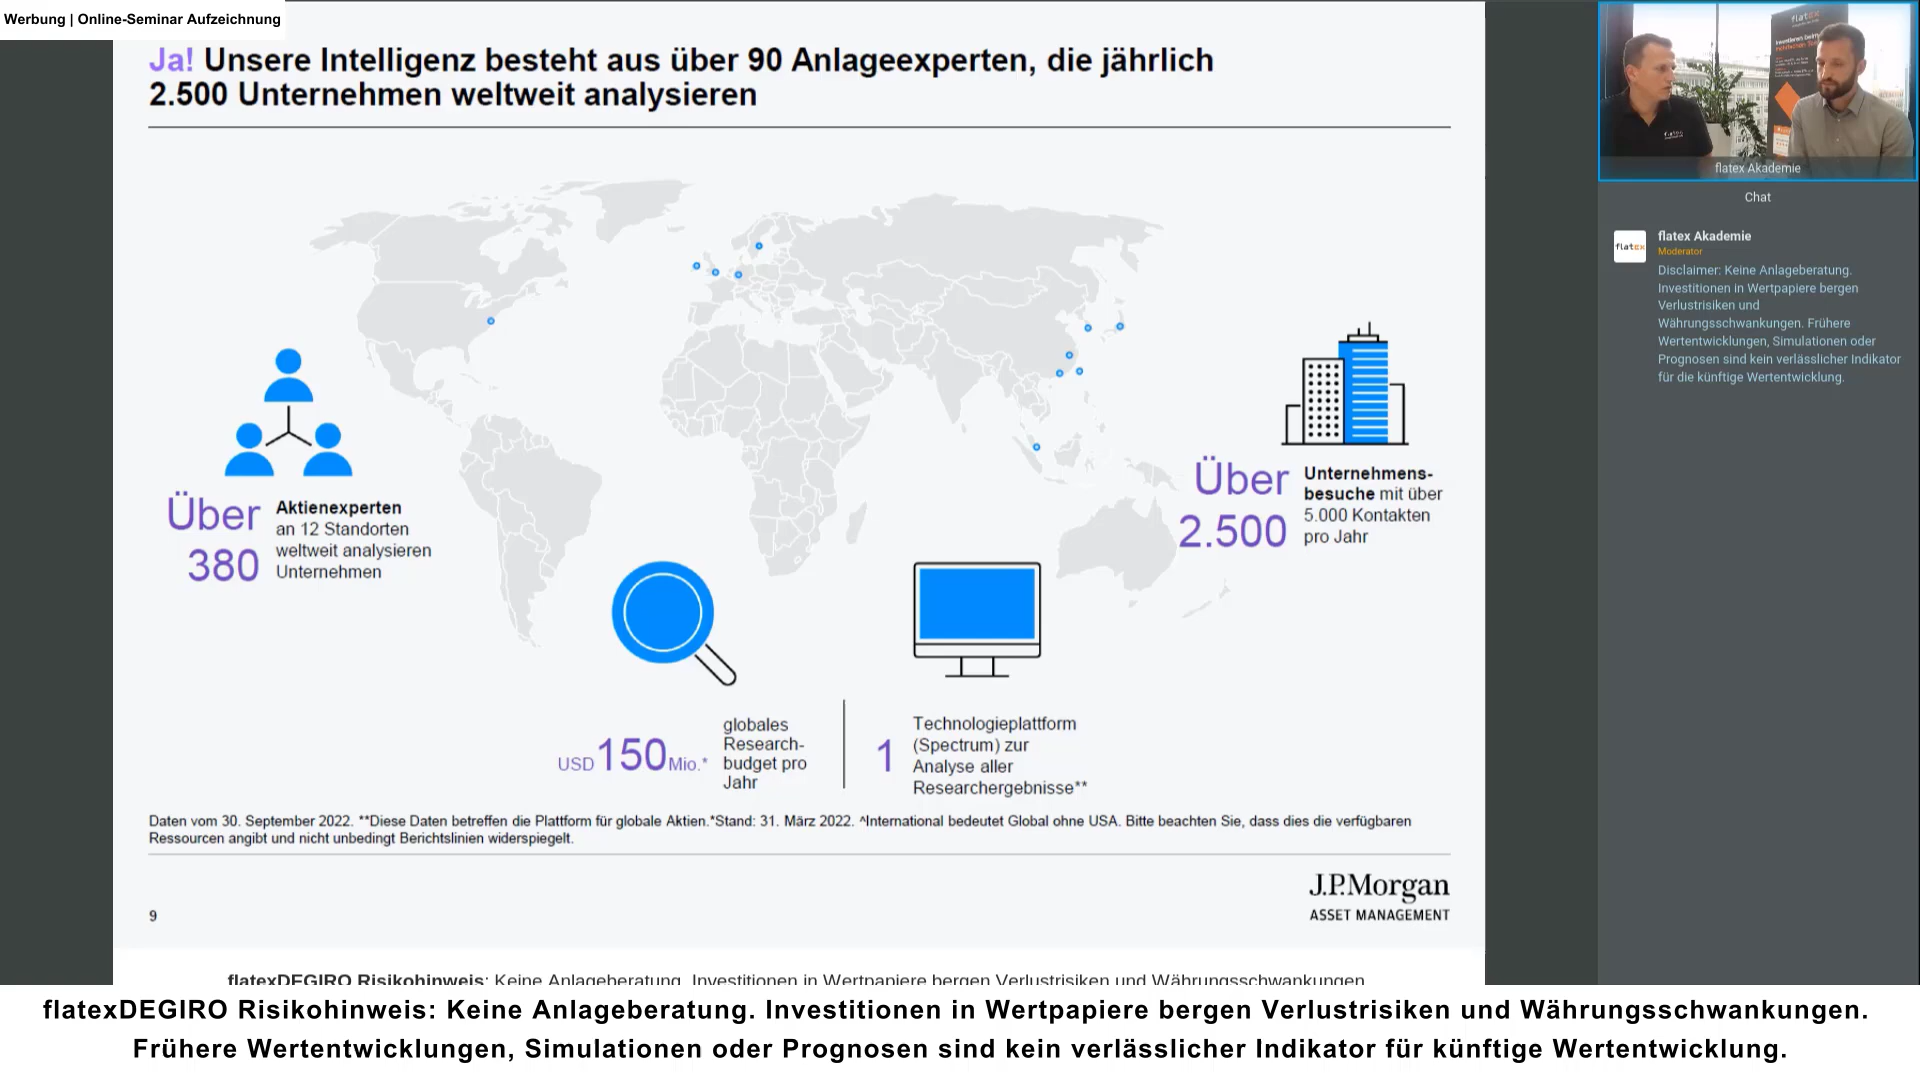 Werbung | Online-Seminar Aufzeichnung
Ja! Unsere Intelligenz besteht aus über 90 Anlageexperten, die jährlich
2.500 Unternehmen weltweit analysieren
Über
380
Aktienexperten
an 12 Standorten
weltweit analysieren
Unternehmen
Über
2.500
Unternehmens-
besuche mit über
5.000 Kontakten
pro Jahr
USD 150 Mio.*
globales
Research-
budget pro
Jahr
1
Technologieplattform
(Spectrum) zur
Analyse aller
Researchergebnisse**
Daten vom 30. September 2022. **Diese Daten betreffen die Plattform für globale Aktien.*Stand: 31. März 2022. ^International bedeutet Global ohne USA. Bitte beachten Sie, dass dies die verfügbaren
Ressourcen angibt und nicht unbedingt Berichtslinien widerspiegelt.
9
J.P.Morgan
ASSET MANAGEMENT
flatexDEGIRO Risikohinweis: Keine Anlageberatung. Investitionen in Wertpapiere bergen Verlustrisiken und Währungsschwankungen.
flatex
flatex
flatex Akademie
Chat
flatex
flatex Akademie
Moderator
Disclaimer: Keine Anlageberatung.
Investitionen in Wertpapiere bergen
Verlustrisiken und
Währungsschwankungen. Frühere
Wertentwicklungen, Simulationen oder
Prognosen sind kein verlässlicher Indikator
für die künftige Wertentwicklung.
flatexDEGIRO Risikohinweis: Keine Anlageberatung. Investitionen in Wertpapiere bergen Verlustrisiken und Währungsschwankungen.
Frühere Wertentwicklungen, Simulationen oder Prognosen sind kein verlässlicher Indikator für künftige Wertentwicklung.